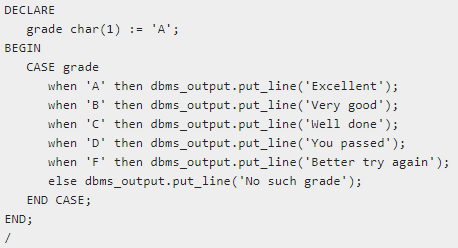 DECLARE
   grade char(1) := 'A';
BEGIN
   CASE grade
      when 'A' then dbms_output.put_line('Excellent');
      when 'B' then dbms_output.put_line('Very good');
      when 'C' then dbms_output.put_line('Well done');
      when 'D' then dbms_output.put_line('You passed');
      when 'F' then dbms_output.put_line('Better try again');
      else dbms_output.put_line('No such grade');
   END CASE;
END;
/